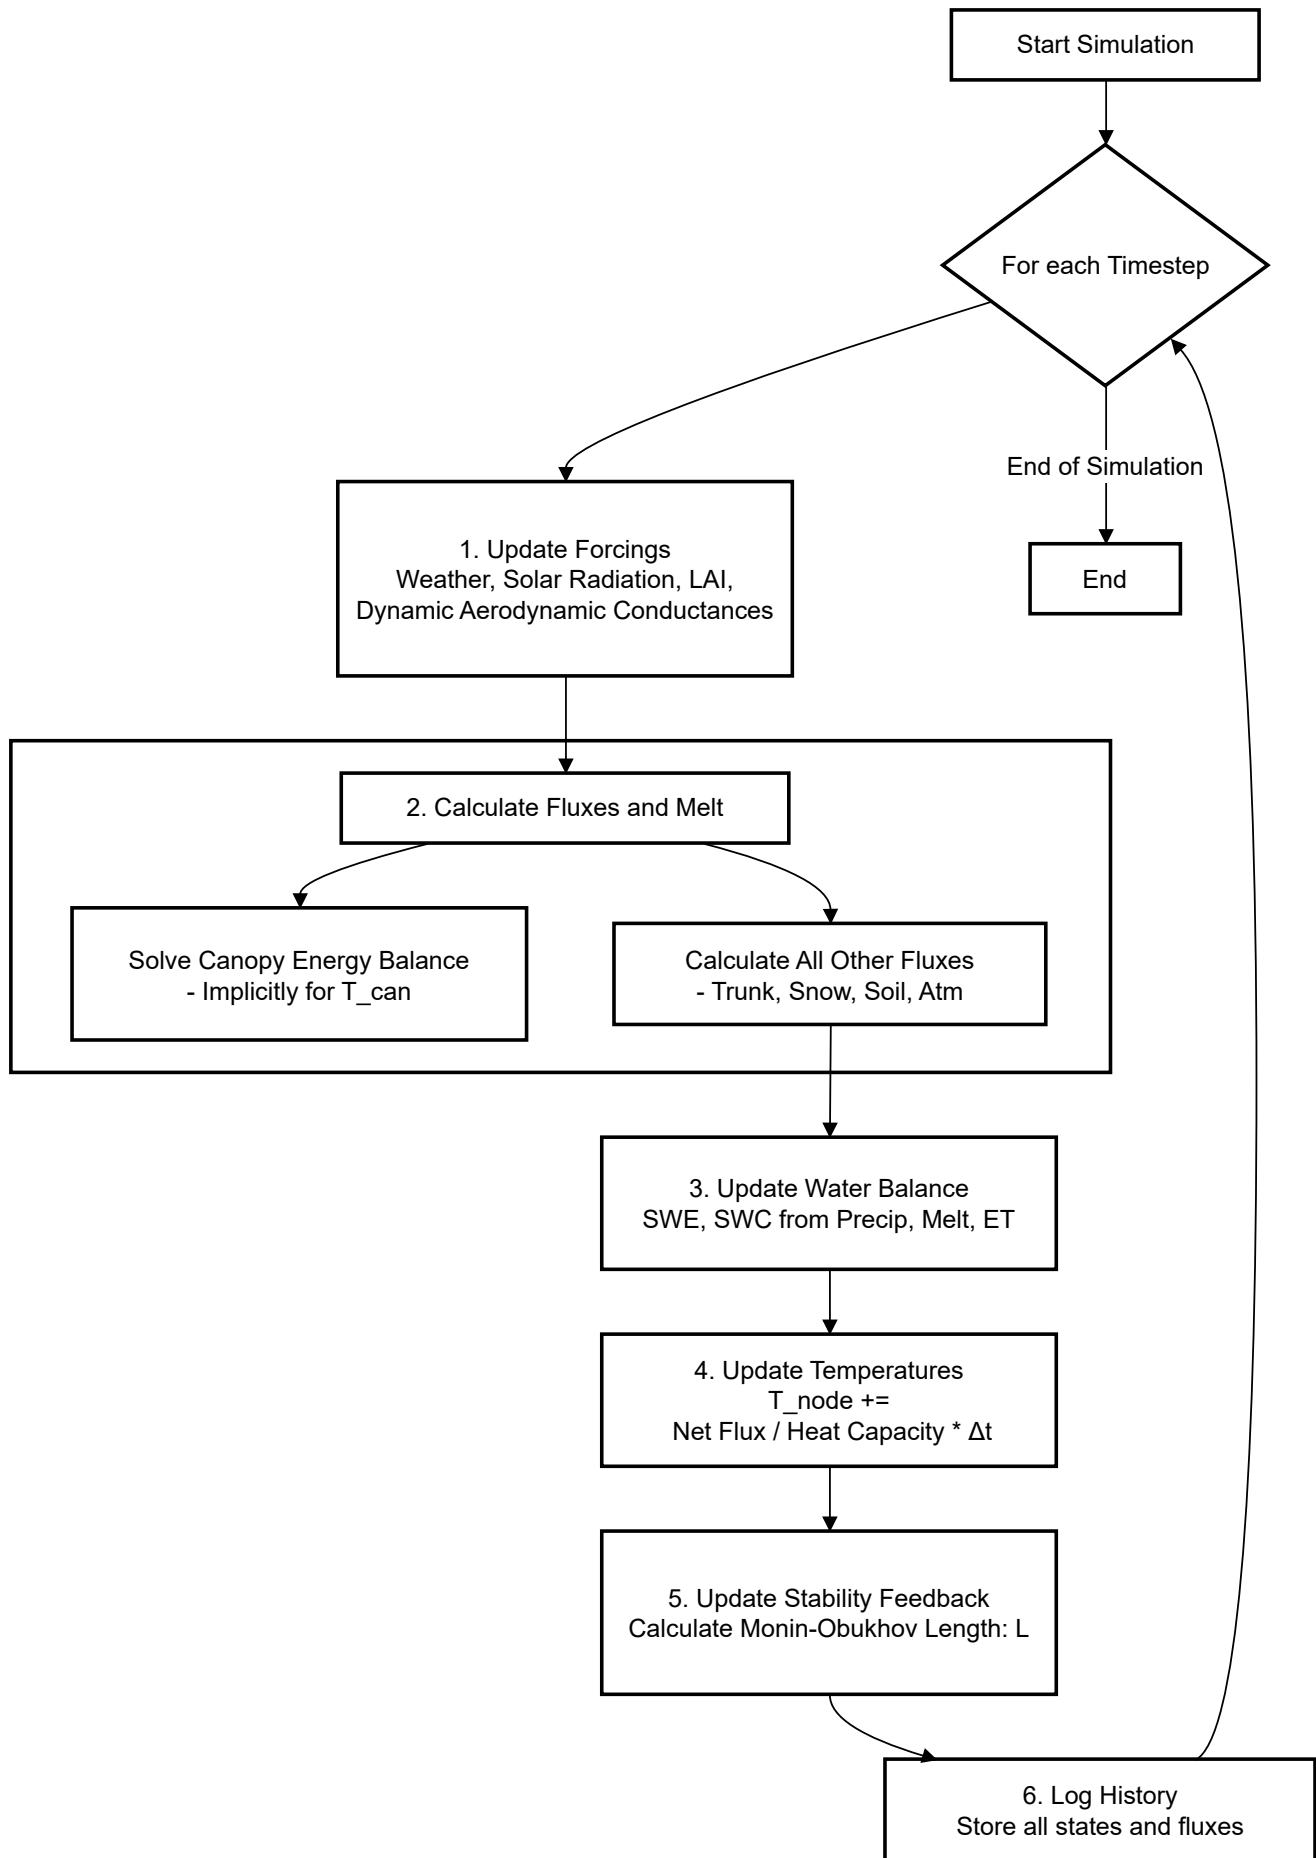 Start Simulation
For each Timestep
End of Simulation
End
1. Update Forcings
Weather, Solar Radiation, LAI,
Dynamic Aerodynamic Conductances
2. Calculate Fluxes and Melt
Solve Canopy Energy Balance
- Implicitly for T_can
Calculate All Other Fluxes
- Trunk, Snow, Soil, Atm
3. Update Water Balance
SWE, SWC from Precip, Melt, ET
4. Update Temperatures
T_node +=
Net Flux / Heat Capacity * Δt
5. Update Stability Feedback
Calculate Monin-Obukhov Length: L
6. Log History
Store all states and fluxes